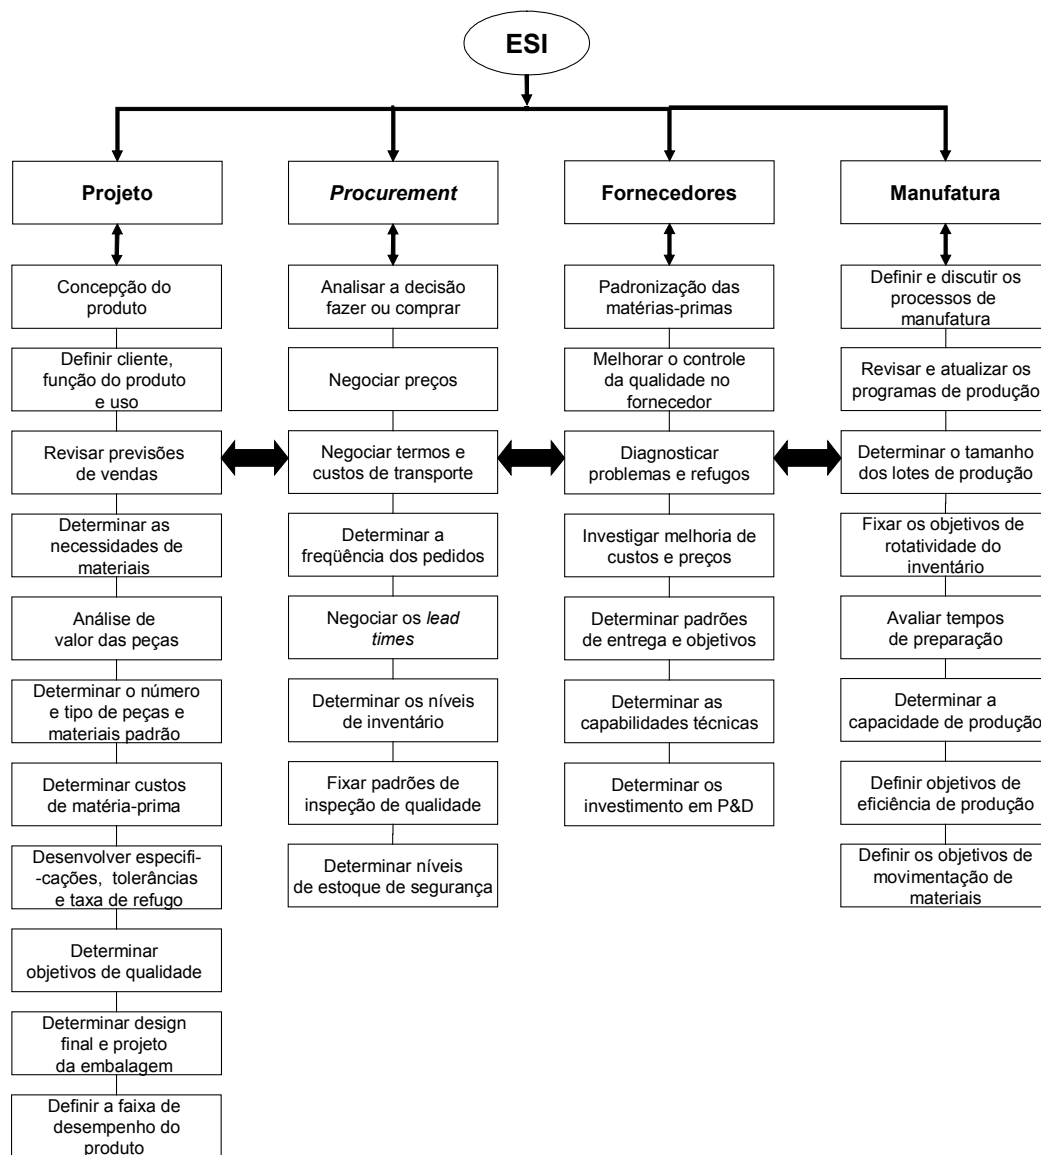 ESI
Projeto
Concepção do
produto
Definir cliente,
função do produto
e uso
Revisar previsões
de vendas
Determinar as
necessidades de
materiais
Análise de
valor das peças
Determinar o número
e tipo de peças e
materiais padrão
Determinar custos
de matéria-prima
Desenvolver especifi-
-cações, tolerâncias
e taxa de refugo
Determinar
objetivos de qualidade
Determinar design
final e projeto
da embalagem
Definir a faixa de
desempenho do
produto
Procurement
Analisar a decisão
fazer ou comprar
Negociar preços
Negociar termos e
custos de transporte
Determinar a
freqüência dos pedidos
Negociar os lead
times
Determinar os níveis
de inventário
Fixar padrões de
inspeção de qualidade
Determinar níveis
de estoque de segurança
Fornecedores
Padronização das
matérias-primas
Melhorar o controle
da qualidade no
fornecedor
Diagnosticar
problemas e refugos
Investigar melhoria de
custos e preços
Determinar padrões
de entrega e objetivos
Determinar as
capabilidades técnicas
Determinar os
investimento em P&D
Manufatura
Definir e discutir os
processos de
manufatura
Revisar e atualizar os
programas de produção
Determinar o tamanho
dos lotes de produção
Fixar os objetivos de
rotatividade do
inventário
Avaliar tempos
de preparação
Determinar a
capacidade de produção
Definir objetivos de
eficiência de produção
Definir os objetivos de
movimentação de
materiais